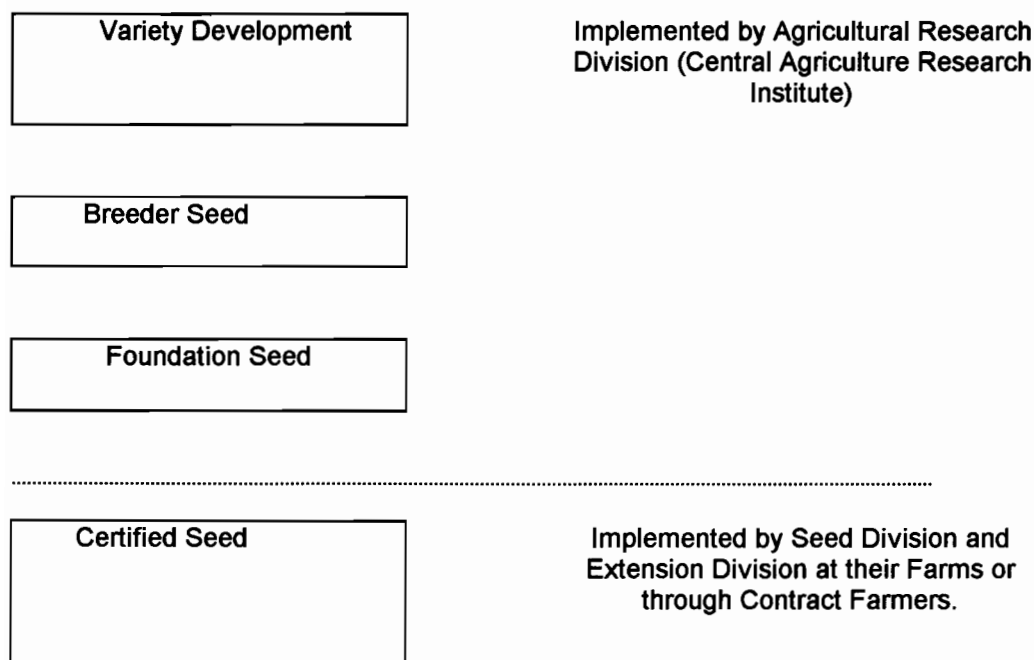 Variety Development
Implemented by Agricultural Research
Division (Central Agriculture Research
Institute)
Breeder Seed
Foundation Seed
Certified Seed
Implemented by Seed Division and
Extension Division at their Farms or
through Contract Farmers.